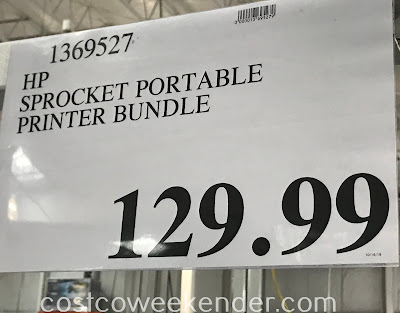 1369527
HP
SPROCKET PORTABLE
PRINTER BUNDLE
129.99
costcoweekender.com